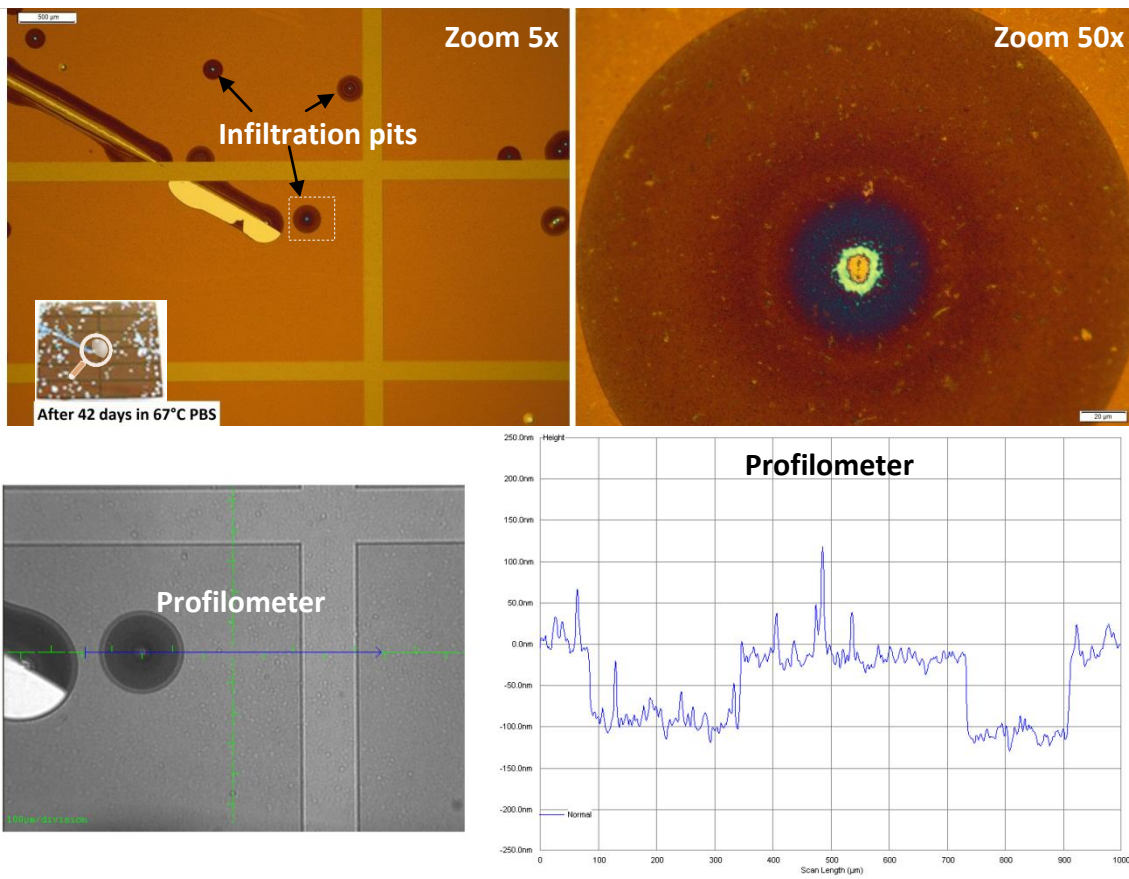 500 µm
Zoom 5x
Infiltration pits
After 42 days in 67°C PBS
Zoom 50x
20 µm
Profilometer
100µm/division
Profilometer
Height
250.0nm
200.0nm
150.0nm
100.0nm
50.0nm
0.0nm
-50.0nm
-100.0nm
-150.0nm
-200.0nm
-250.0nm
Normal
0 100 200 300 400 500 600 700 800 900 1000
Scan Length (µm)